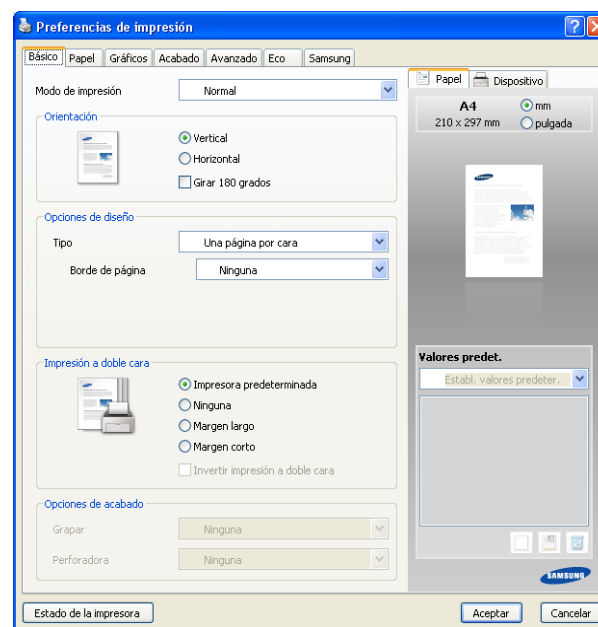 Preferencias de impresión
Básico Papel Gráficos Acabado Avanzado Eco Samsung
Modo de impresión Normal
Orientación
Vertical
Horizontal
Girar 180 grados
Opciones de diseño
Tipo Una página por cara
Borde de página Ninguna
Impresión a doble cara
Impresora predeterminada
Ninguna
Margen largo
Margen corto
Invertir impresión a doble cara
Opciones de acabado
Grapar Ninguna
Perforadora Ninguna
Papel Dispositivo
A4 mm
210 x 297 mm pulgada
Valores predet.
Establ. valores predeter.
SAMSUNG
Estado de la impresora Aceptar Cancelar